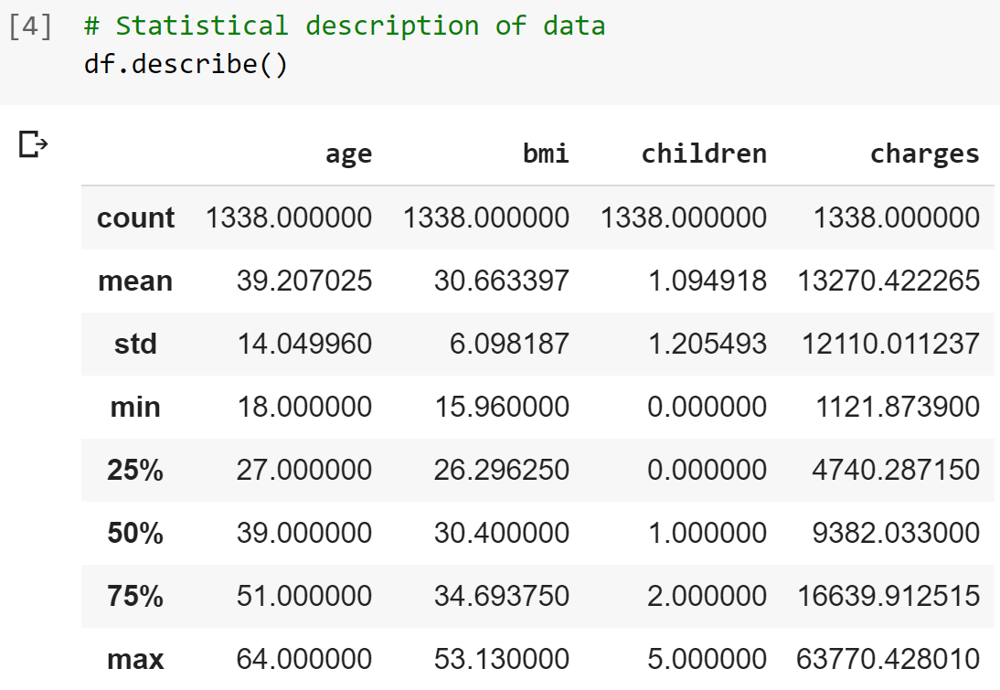 [4] # Statistical description of data
df.describe()
age bmi children charges
count 1338.000000 1338.000000 1338.000000 1338.000000
mean 39.207025 30.663397 1.094918 13270.422265
std 14.049960 6.098187 1.205493 12110.011237
min 18.000000 15.960000 0.000000 1121.873900
25% 27.000000 26.296250 0.000000 4740.287150
50% 39.000000 30.400000 1.000000 9382.033000
75% 51.000000 34.693750 2.000000 16639.912515
max 64.000000 53.130000 5.000000 63770.428010